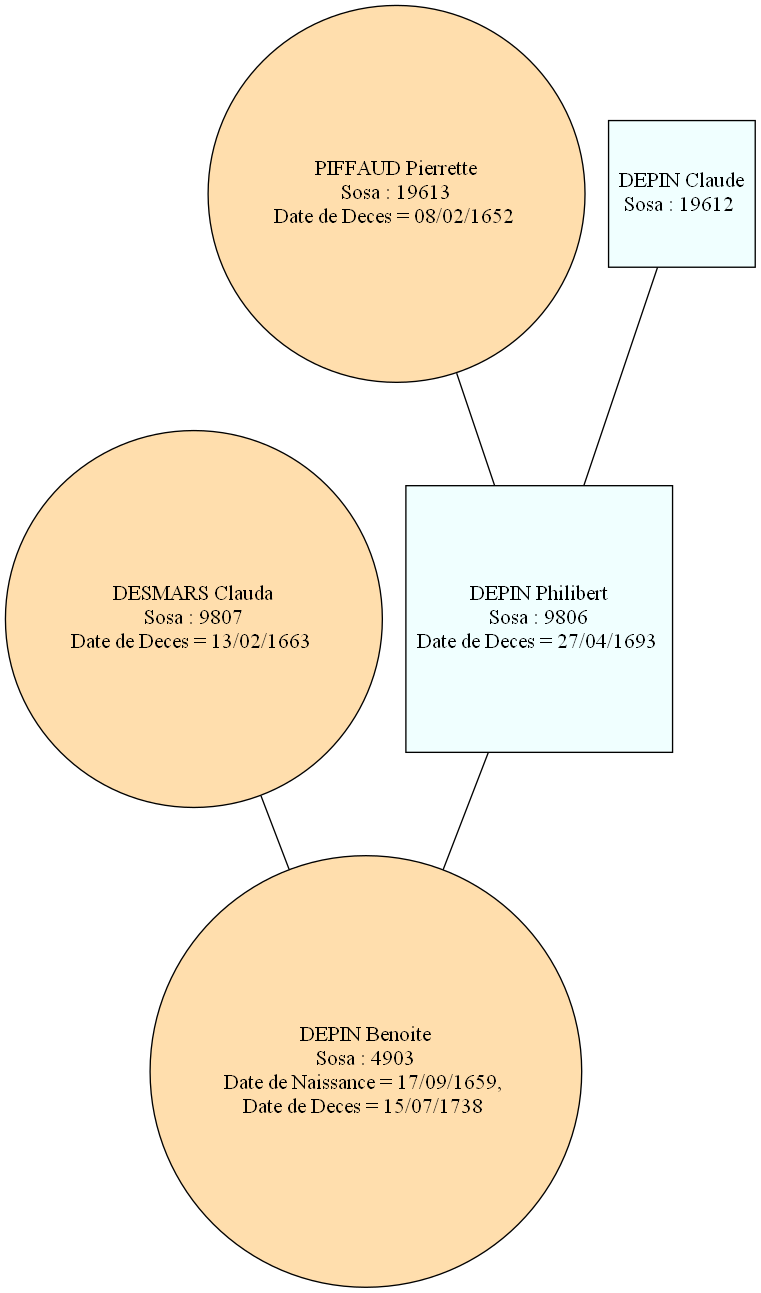 PIFFAUD Pierrette
Sosa : 19613
Date de Deces = 08/02/1652
DEPIN Claude
Sosa : 19612
DESMARS Clauda
Sosa : 9807
Date de Deces = 13/02/1663
DEPIN Philibert
Sosa : 9806
Date de Deces = 27/04/1693
DEPIN Benoite
Sosa : 4903
Date de Naissance = 17/09/1659,
Date de Deces = 15/07/1738